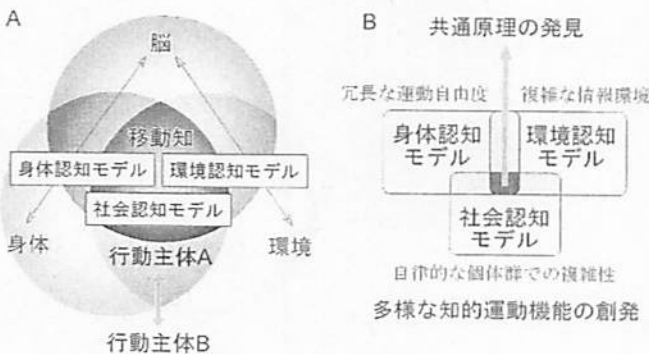 A
脳
移動知
身体認知モデル
環境認知モデル
社会認知モデル
身体
環境
行動主体A
行動主体B
B
共通原理の発見
冗長な運動自由度
複雑な情報環境
身体認知
モデル
環境認知
モデル
社会認知
モデル
自律的な個体群での複雑性
多様な知的運動機能の創発